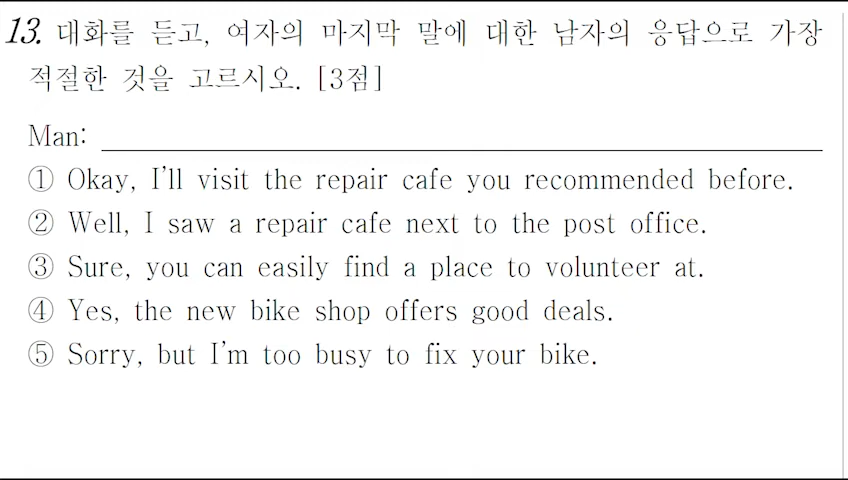 13. 대화를 듣고, 여자의 마지막 말에 대한 남자의 응답으로 가장
적절한 것을 고르시오. [3점]
Man:
① Okay, I'll visit the repair cafe you recommended before.
② Well, I saw a repair cafe next to the post office.
③ Sure, you can easily find a place to volunteer at.
④ Yes, the new bike shop offers good deals.
⑤ Sorry, but I'm too busy to fix your bike.